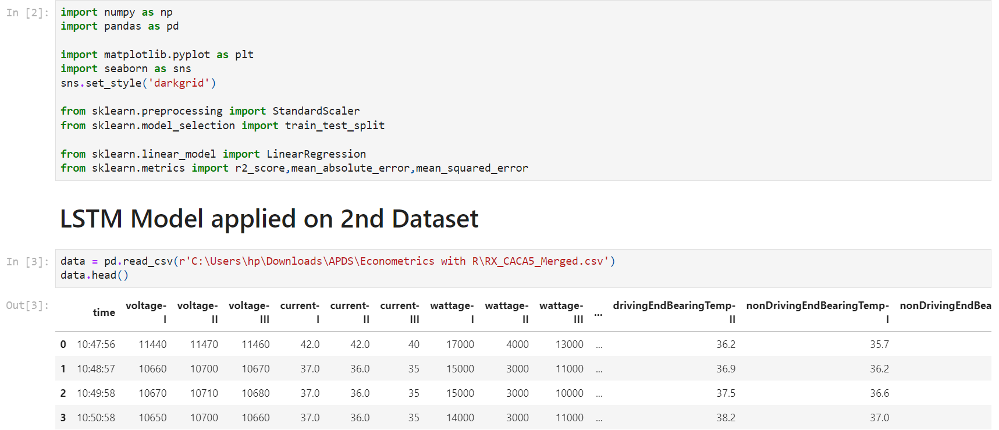 In [2]:
import numpy as np
import pandas as pd
import matplotlib.pyplot as plt
import seaborn as sns
sns.set_style('darkgrid')
from sklearn.preprocessing import StandardScaler
from sklearn.model_selection import train_test_split
from sklearn.linear_model import LinearRegression
from sklearn.metrics import r2_score,mean_absolute_error,mean_squared_error
LSTM Model applied on 2nd Dataset
In [3]:
data = pd.read_csv(r'C:\Users\hp\Downloads\APDS\Econometrics with R\RX_CACA5_Merged.csv')
data.head()
Out[3]:
time voltage-I voltage-II voltage-III current-I current-II current-III wattage-I wattage-II wattage-III ... drivingEndBearingTemp-II nonDrivingEndBearingTemp-I nonDrivingEndBea
0 10:47:56 11440 11470 11460 42.0 42.0 40 17000 4000 13000 ... 36.2 35.7
1 10:48:57 10660 10700 10670 37.0 36.0 35 15000 3000 11000 ... 36.9 36.2
2 10:49:58 10670 10710 10680 37.0 36.0 35 15000 3000 10000 ... 37.5 36.6
3 10:50:58 10650 10700 10660 37.0 36.0 35 14000 3000 11000 ... 38.2 37.0